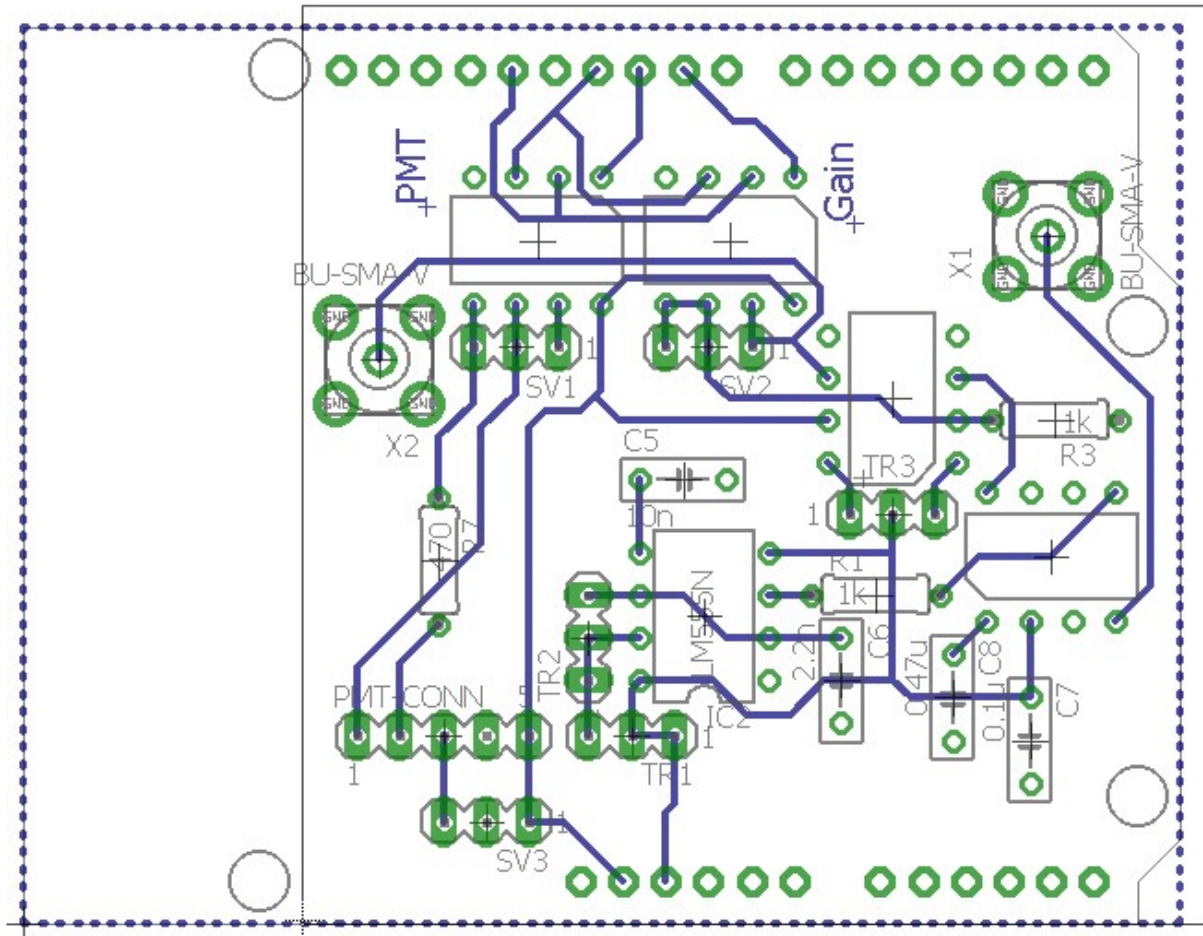 PMT
Gain
BU-SMA-V
X1
GND
GND
GND
GND
BU-SMA-V
X2
GND
GND
GND
GND
1
SV1
1
SV2
1k
R3
C5
10n
TR3
1
470
R7
LM555N
IC2
R1
1k
TR2
2.2n
C6
0.47u
C8
0.1u
C7
PMT-CONN
5
1
1
TR1
1
SV3